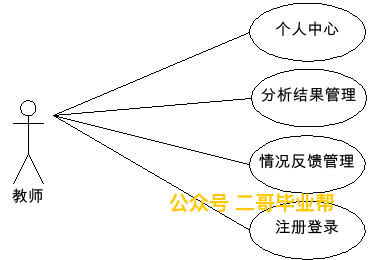 个人中心
分析结果管理
情况反馈管理
教师
公众号 二哥毕业帮
注册登录